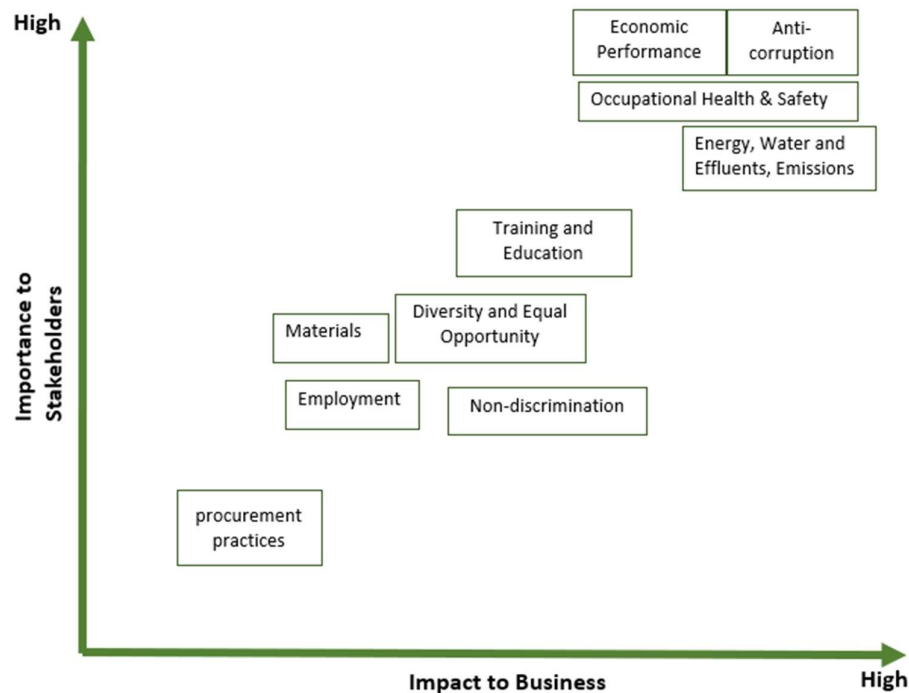 High
Economic
Performance
Anti-
corruption
Occupational Health & Safety
Energy, Water and
Effluents, Emissions
Training and
Education
Importance to
Stakeholders
Diversity and Equal
Opportunity
Materials
Employment
Non-discrimination
procurement
practices
Impact to Business
High